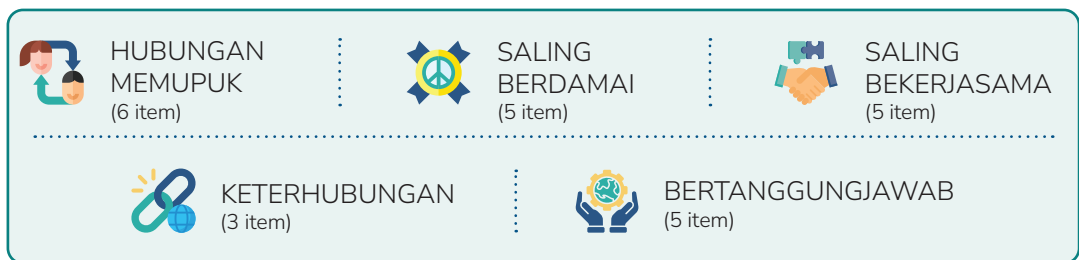 HUBUNGAN
MEMUPUK
(6 item)
SALING
BERDAMAI
(5 item)
SALING
BEKERJASAMA
(5 item)
KETERHUBUNGAN
(3 item)
BERTANGGUNGJAWAB
(5 item)